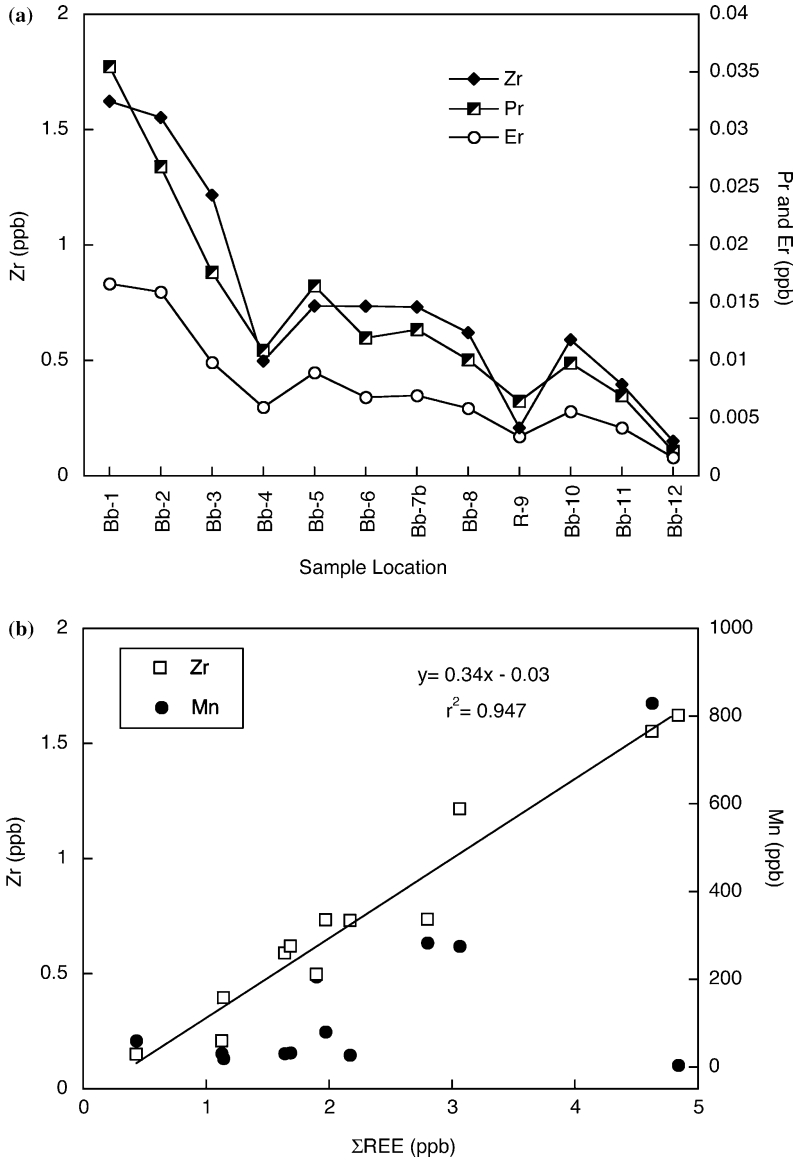 (a)
2
1.5
1
0.5
0
Zr (ppb)
0.04
0.035
0.03
0.025
0.02
0.015
0.01
0.005
0
Pr and Er (ppb)
Zr
Pr
Er
Bb-1
Bb-2
Bb-3
Bb-4
Bb-5
Bb-6
Bb-7b
Bb-8
R-9
Bb-10
Bb-11
Bb-12
Sample Location
(b)
2
1.5
1
0.5
0
Zr (ppb)
1000
800
600
400
200
0
Mn (ppb)
Zr
Mn
y= 0.34x - 0.03
r²= 0.947
0 1 2 3 4 5
ΣREE (ppb)